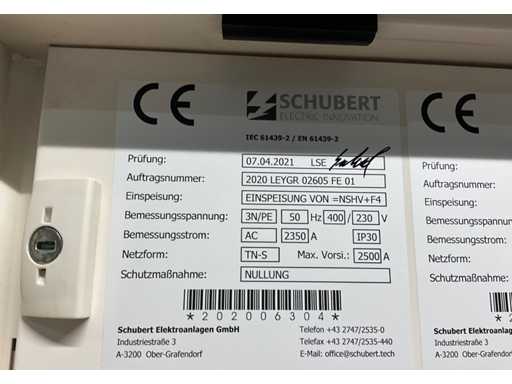 CE SCHUBERT
ELECTRIC INNOVATION
IEC 61439-2 / EN 61439-2
Prüfung: 07.04.2021 LSE
Auftragsnummer: 2020 LEYGR 02605 FE 01
Einspeisung: EINSPEISUNG VON =NSHV+F4
Bemessungsspannung: 3N/PE 50 Hz 400 / 230 V
Bemessungsstrom: AC 2350 A IP30
Netzform: TN-S Max. Vorsi.: 2500 A
Schutzmaßnahme: NULLUNG
*202006304*
Schubert Elektroanlagen GmbH Telefon +43 2747/2535-0
Industriestraße 3 Telefax +43 2747/2535-440
A-3200 Ober-Grafendorf E-Mail: office@schubert.tech
CE
Prüfung:
Auftragsnummer:
Einspeisung:
Bemessungsspannung:
Bemessungsstrom:
Netzform:
Schutzmaßnahme:
Schubert Elektroanlagen
Industriestraße 3
A-3200 Ober-Grafendorf